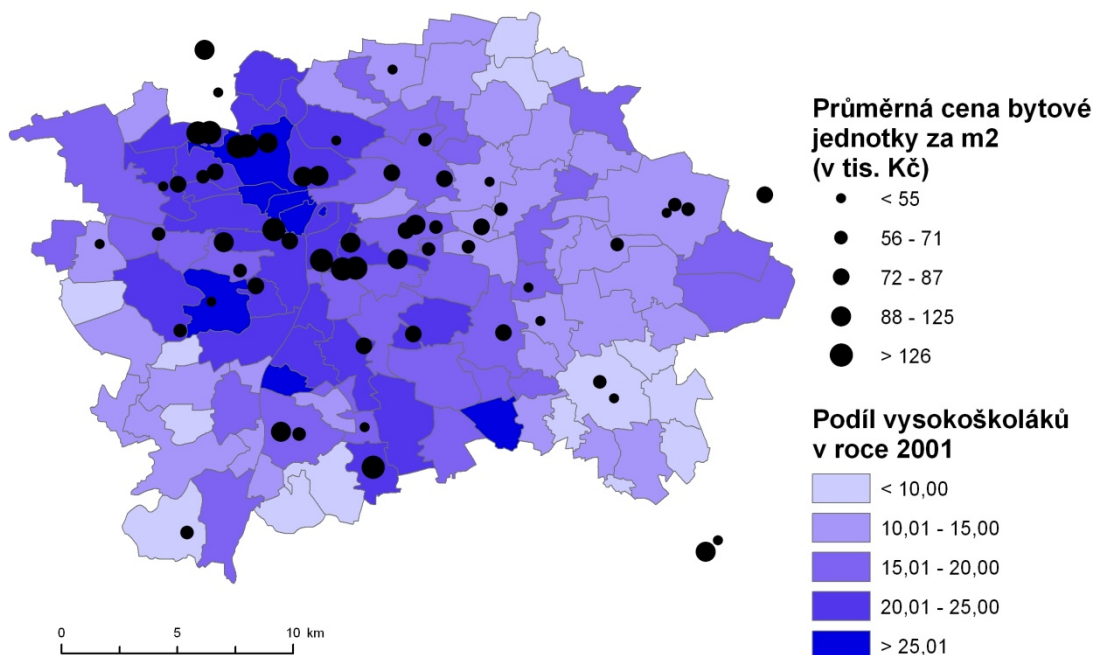 Průměrná cena bytové
jednotky za m2
(v tis. Kč)
< 55
56 - 71
72 - 87
88 - 125
> 126
Podíl vysokoškoláků
v roce 2001
< 10,00
10,01 - 15,00
15,01 - 20,00
20,01 - 25,00
> 25,01
0 5 10 km